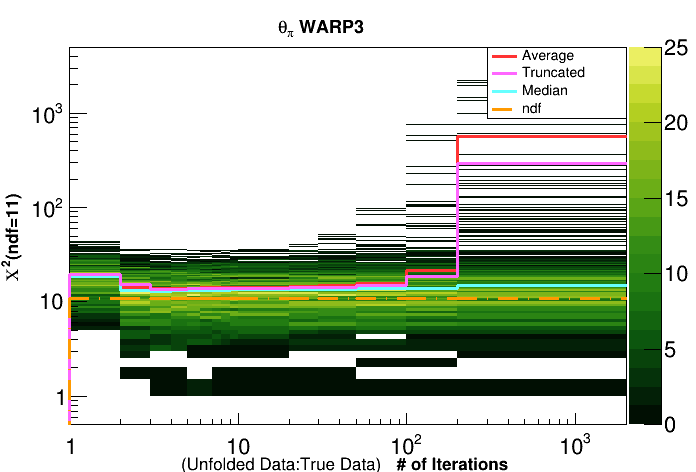 θπ WARP3
Average
Truncated
Median
ndf
25
20
15
10
5
0
10³
10²
10
1
χ²(ndf=11)
1
10
10²
10³
(Unfolded Data:True Data) # of Iterations